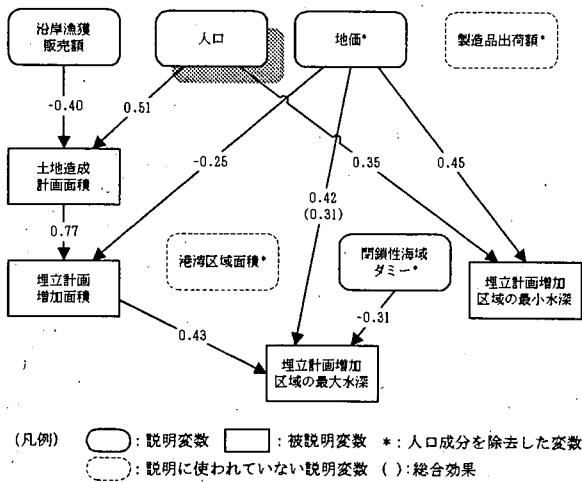 沿岸漁獲
販売額
人口
地価*
製造品出荷額*
-0.40
0.51
-0.25
0.35
0.45
土地造成
計画面積
0.42
(0.31)
0.77
港湾区域面積*
閉鎖性海域
ダミー*
埋立計画
増加面積
埋立計画増加
区域の最小水深
-0.31
0.43
埋立計画増加
区域の最大水深
(凡例) :説明変数 :被説明変数 *:人口成分を除去した変数
:説明に使われていない説明変数 ( ):総合効果